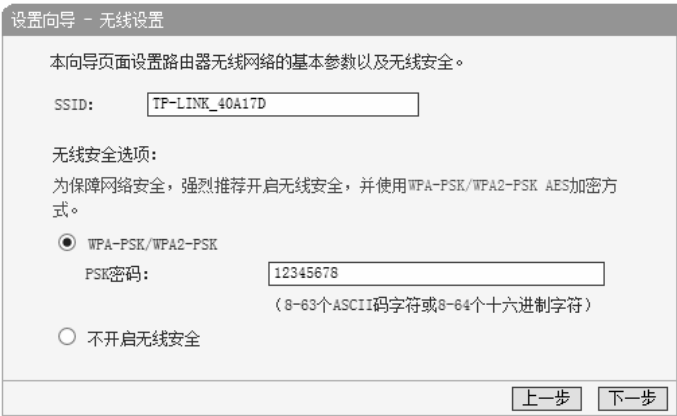 设置向导 - 无线设置
本向导页面设置路由器无线网络的基本参数以及无线安全。
SSID: TP-LINK_40A17D
无线安全选项:
为保障网络安全，强烈推荐开启无线安全，并使用WPA-PSK/WPA2-PSK AES加密方
式。
WPA-PSK/WPA2-PSK
PSK密码: 12345678
（8-63个ASCII码字符或8-64个十六进制字符）
不开启无线安全
上一步 下一步